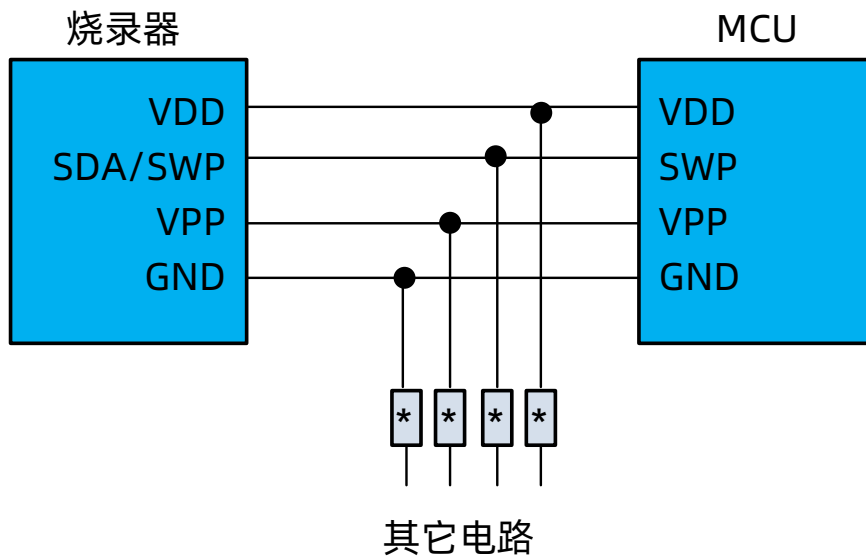 烧录器
MCU
VDD
SDA/SWP
VPP
GND
VDD
SWP
VPP
GND
* * * *
其它电路